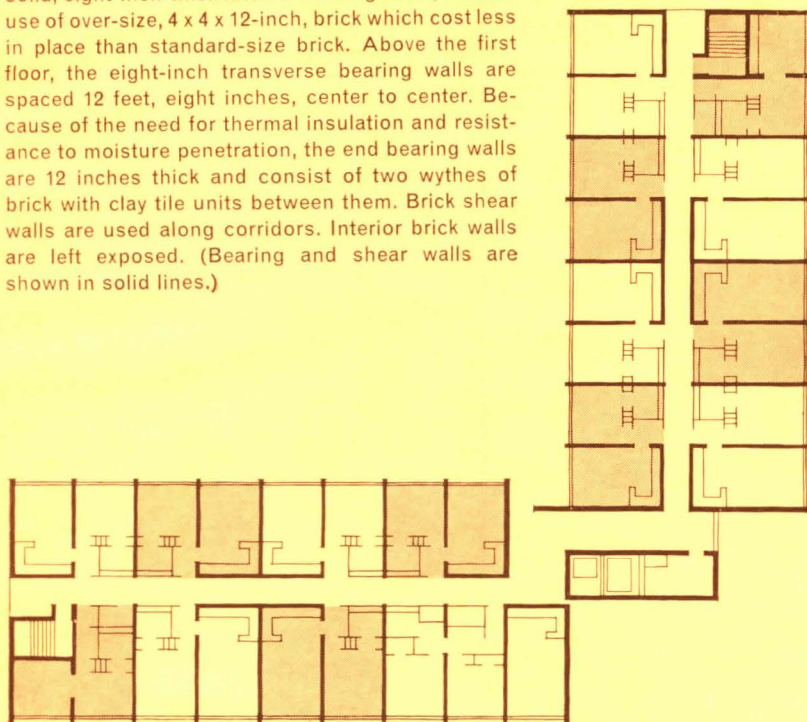 use of over-size, 4 x 4 x 12-inch, brick which cost less
in place than standard-size brick. Above the first
floor, the eight-inch transverse bearing walls are
spaced 12 feet, eight inches, center to center. Be-
cause of the need for thermal insulation and resist-
ance to moisture penetration, the end bearing walls
are 12 inches thick and consist of two wythes of
brick with clay tile units between them. Brick shear
walls are used along corridors. Interior brick walls
are left exposed. (Bearing and shear walls are
shown in solid lines.)